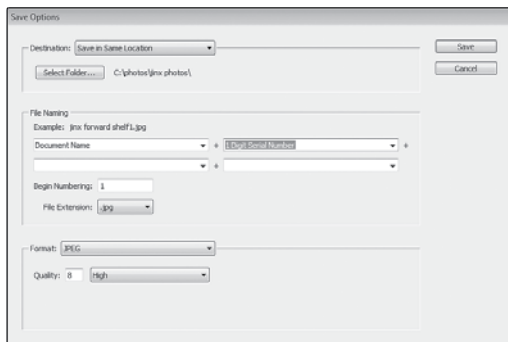 Save Options
Destination: Save in Same Location
Save
Select Folder... C:\photos\jinx photos\
Cancel
File Naming
Example: jinx forward shelf1.jpg
Document Name + 1 Digit Serial Number +
+
Begin Numbering: 1
File Extension: .jpg
Format: JPEG
Quality: 8 High